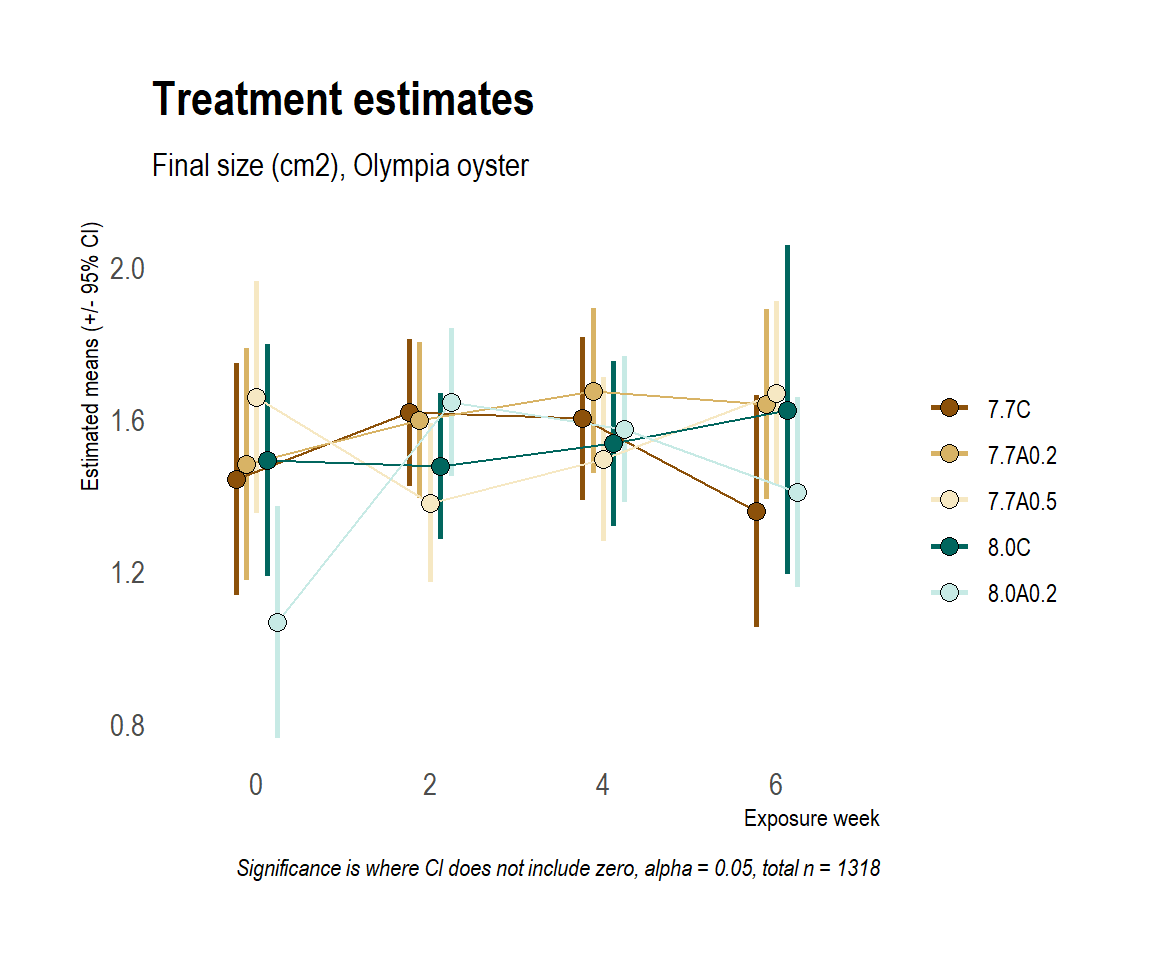 Treatment estimates
Final size (cm2), Olympia oyster
Estimated means (+/- 95% CI)
2.0
1.6
1.2
0.8
0 2 4 6
Exposure week
7.7C
7.7A0.2
7.7A0.5
8.0C
8.0A0.2
Significance is where CI does not include zero, alpha = 0.05, total n = 1318